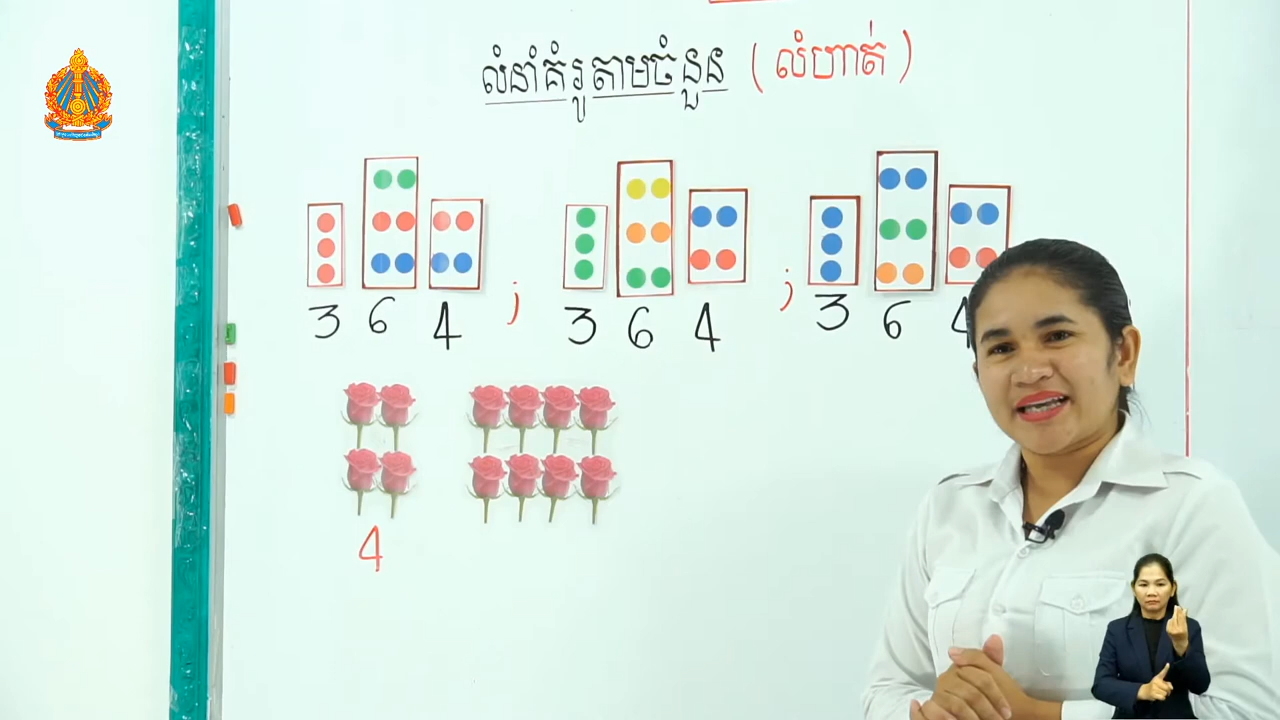 លំនាំគំរូតាមចំនួន (លំហាត់)
3 6 4 ; 3 6 4 ; 3 6 4
4